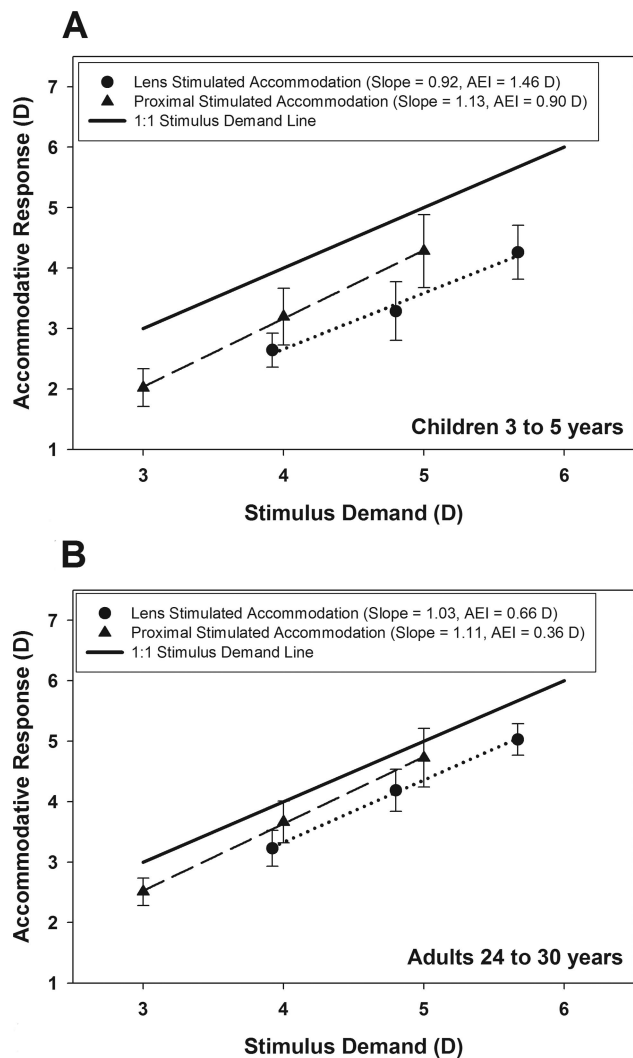 A
Lens Stimulated Accommodation (Slope = 0.92, AEI = 1.46 D)
Proximal Stimulated Accommodation (Slope = 1.13, AEI = 0.90 D)
1:1 Stimulus Demand Line
Accommodative Response (D)
7
6
5
4
3
2
1
Children 3 to 5 years
3 4 5 6
Stimulus Demand (D)
B
Lens Stimulated Accommodation (Slope = 1.03, AEI = 0.66 D)
Proximal Stimulated Accommodation (Slope = 1.11, AEI = 0.36 D)
1:1 Stimulus Demand Line
Accommodative Response (D)
7
6
5
4
3
2
1
Adults 24 to 30 years
3 4 5 6
Stimulus Demand (D)